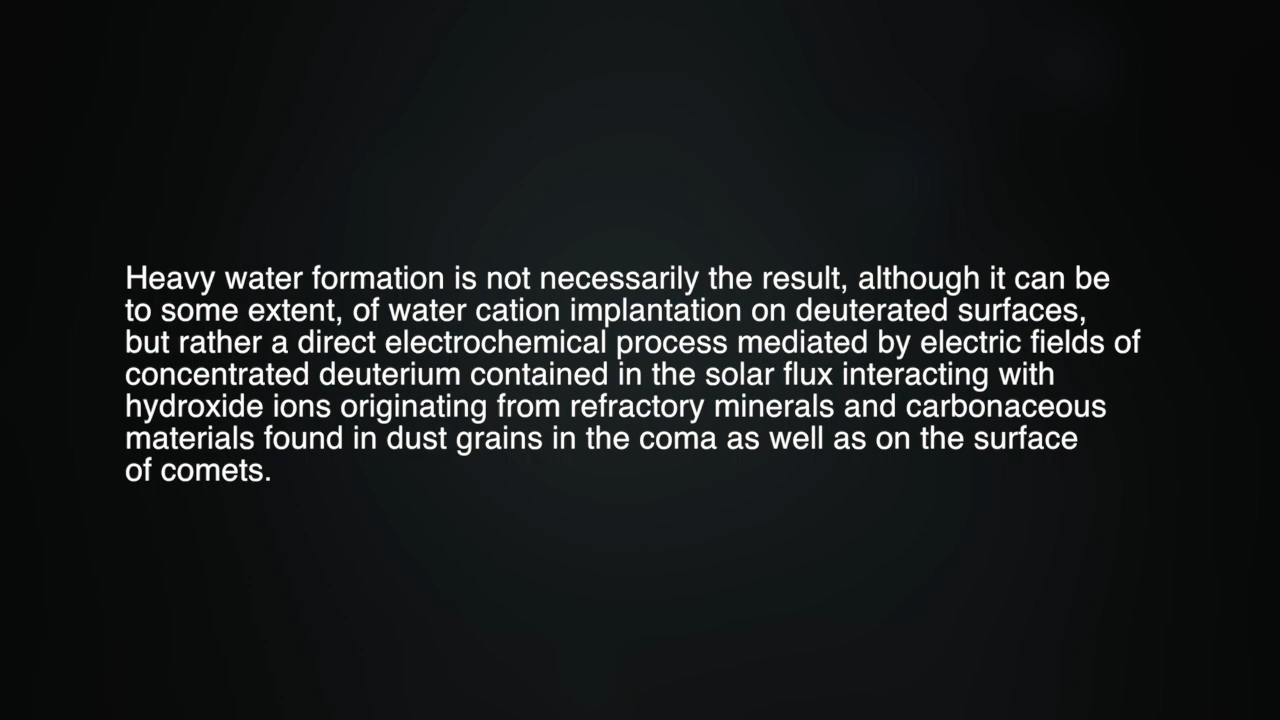 Heavy water formation is not necessarily the result, although it can be
to some extent, of water cation implantation on deuterated surfaces,
but rather a direct electrochemical process mediated by electric fields of
concentrated deuterium contained in the solar flux interacting with
hydroxide ions originating from refractory minerals and carbonaceous
materials found in dust grains in the coma as well as on the surface
of comets.